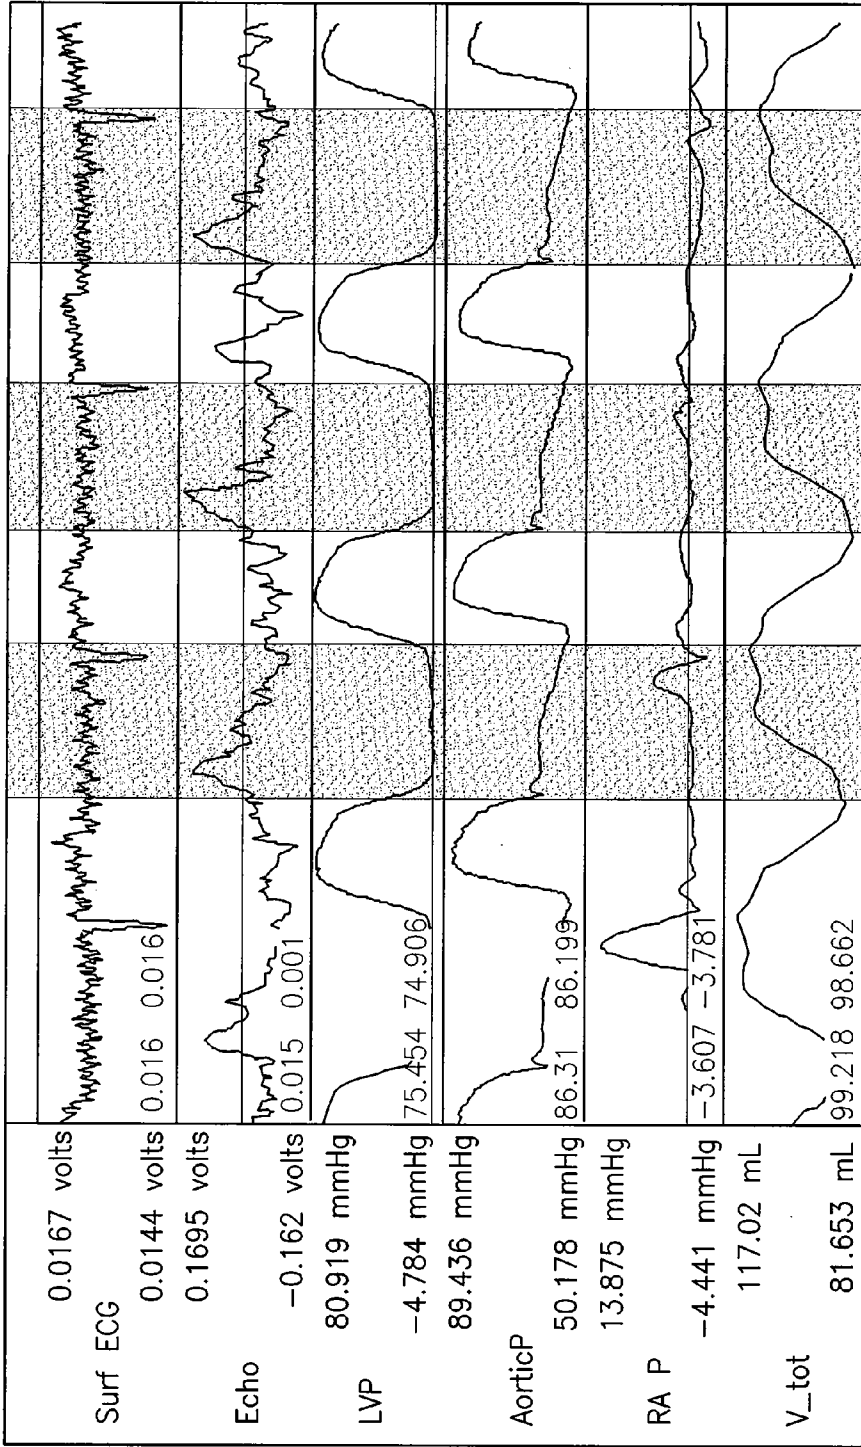 Surf ECG
0.0167 volts
0.0144 volts
0.016 0.016
Echo
0.1695 volts
-0.162 volts
0.015 0.001
LVP
80.919 mmHg
-4.784 mmHg
75.454 74.906
AorticP
89.436 mmHg
50.178 mmHg
86.31 86.199
RA P
13.875 mmHg
-4.441 mmHg
-3.607 -3.781
V_tot
117.02 mL
81.653 mL
99.218 98.662